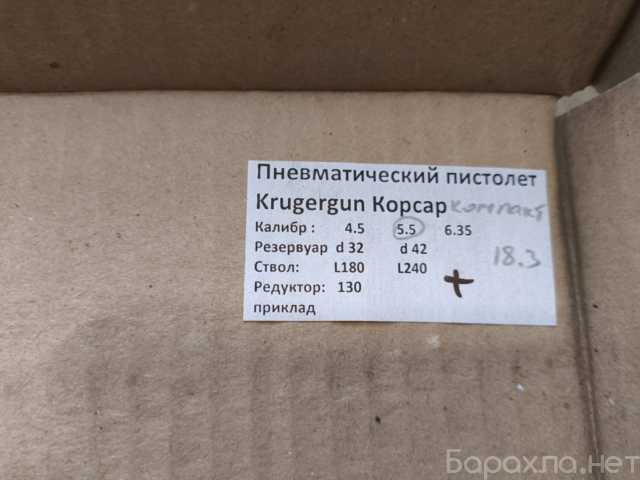 Пневматический пистолет
Krugergun Корсар компакт
Калибр : 4.5 5.5 6.35
Резервуар d 32 d 42 18.3
Ствол: L180 L240
Редуктор: 130 +
приклад
Барахла.нет